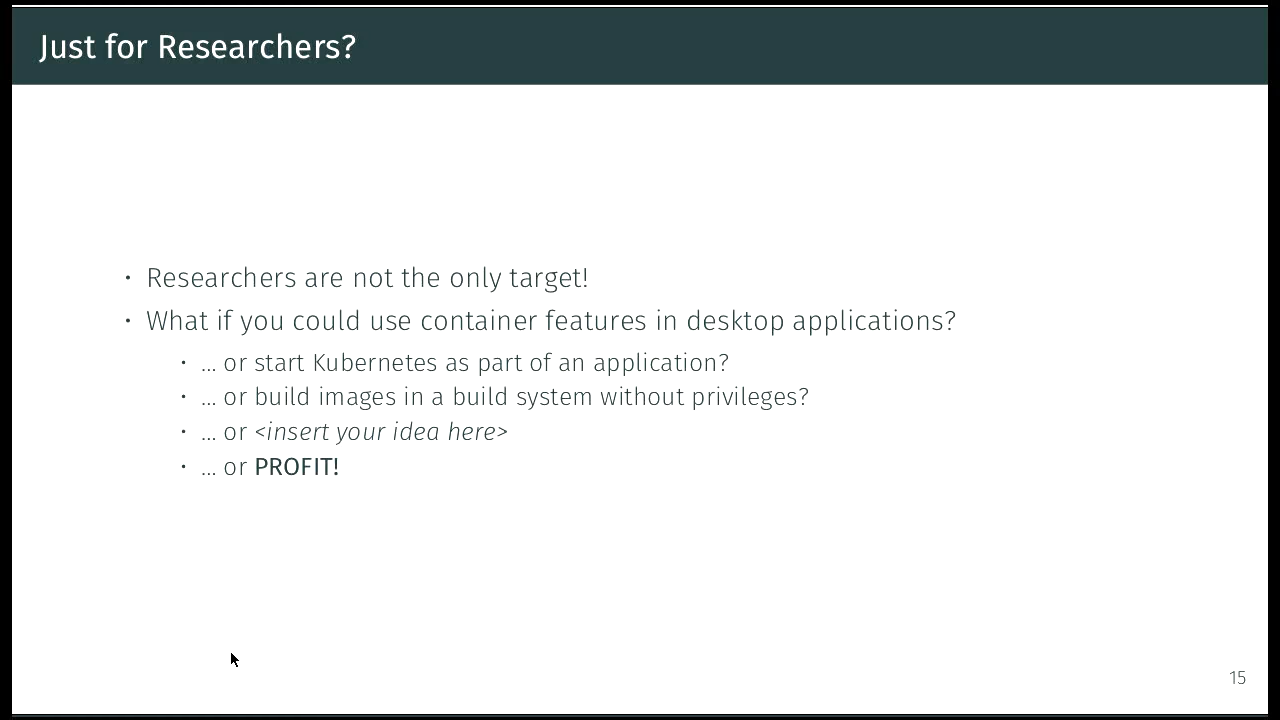 Just for Researchers?
• Researchers are not the only target!
• What if you could use container features in desktop applications?
• ... or start Kubernetes as part of an application?
• ... or build images in a build system without privileges?
• ... or <insert your idea here>
• ... or PROFIT!
15